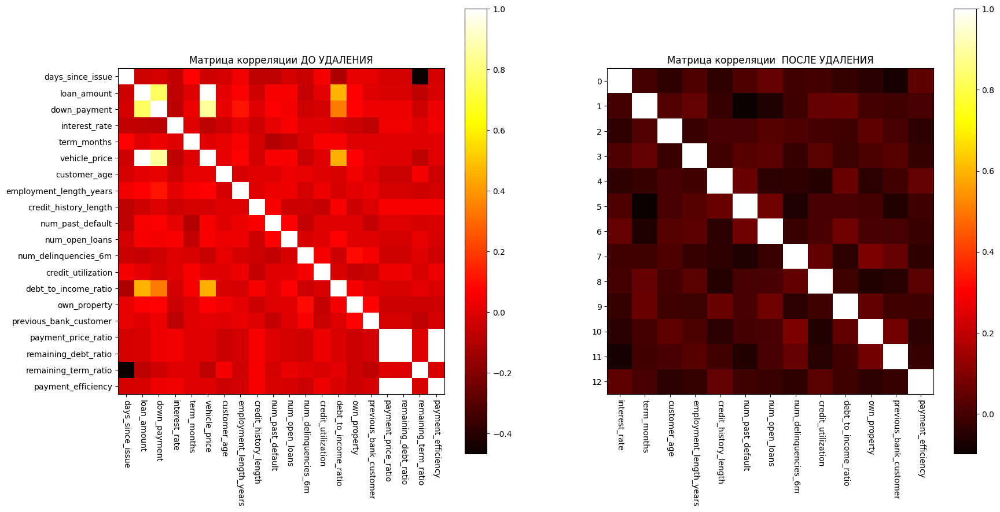 Матрица корреляции ДО УДАЛЕНИЯ
days_since_issue
loan_amount
down_payment
interest_rate
term_months
vehicle_price
customer_age
employment_length_years
credit_history_length
num_past_default
num_open_loans
num_delinquencies_6m
credit_utilization
debt_to_income_ratio
own_property
previous_bank_customer
payment_price_ratio
remaining_debt_ratio
remaining_term_ratio
payment_efficiency
days_since_issue
loan_amount
down_payment
interest_rate
term_months
vehicle_price
customer_age
employment_length_years
credit_history_length
num_past_default
num_open_loans
num_delinquencies_6m
credit_utilization
debt_to_income_ratio
own_property
previous_bank_customer
payment_price_ratio
remaining_debt_ratio
remaining_term_ratio
payment_efficiency
1.0
0.8
0.6
0.4
0.2
0.0
−0.2
−0.4
Матрица корреляции  ПОСЛЕ УДАЛЕНИЯ
0
1
2
3
4
5
6
7
8
9
10
11
12
interest_rate
term_months
customer_age
employment_length_years
credit_history_length
num_past_default
num_open_loans
num_delinquencies_6m
credit_utilization
debt_to_income_ratio
own_property
previous_bank_customer
payment_efficiency
1.0
0.8
0.6
0.4
0.2
0.0